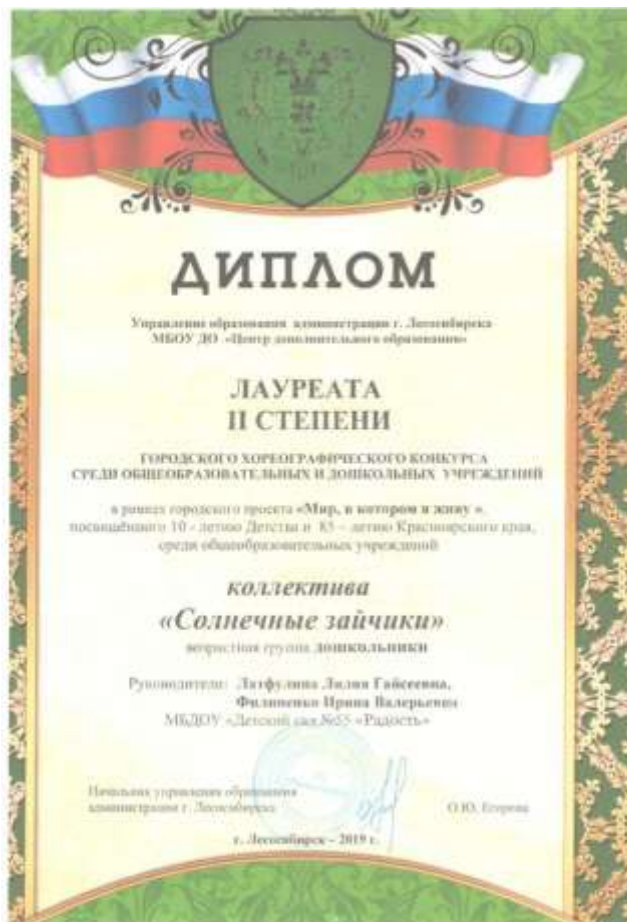 ДИПЛОМ
Управление образования администрации г. Лесосибирска
МБОУ ДО «Центр дополнительного образования»
ЛАУРЕАТА
II СТЕПЕНИ
ГОРОДСКОГО ХОРЕОГРАФИЧЕСКОГО КОНКУРСА
СРЕДИ ОБЩЕОБРАЗОВАТЕЛЬНЫХ И ДОШКОЛЬНЫХ УЧРЕЖДЕНИЙ
в рамках городского проекта «Мир, в котором я живу»,
посвящённого 10 - летию Детства и 85 - летию Красноярского края,
среди общеобразовательных учреждений
коллектива
«Солнечные зайчики»
возрастная группа дошкольники
Руководители: Латфулина Лилия Гайсеевна,
Филипенко Ирина Валерьевна
МБДОУ «Детский сад №55 «Радость»
Начальник управления образования
администрации г. Лесосибирска
О.Ю. Егорова
г. Лесосибирск – 2019 г.